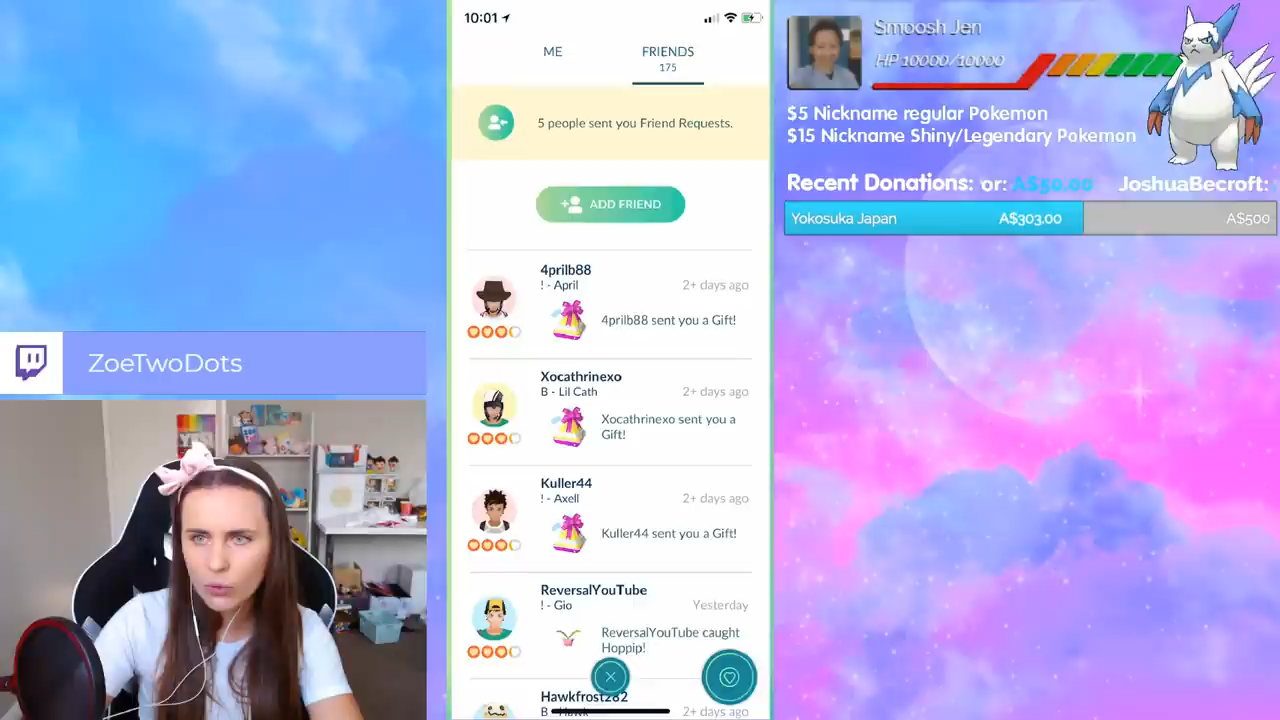 10:01
ME
FRIENDS
175
5 people sent you Friend Requests.
ADD FRIEND
4prilb88
! - April
2+ days ago
4prilb88 sent you a Gift!
Xocathrinexo
B - Lil Cath
2+ days ago
Xocathrinexo sent you a
Gift!
Kuller44
! - Axell
2+ days ago
Kuller44 sent you a Gift!
ReversalYouTube
! - Gio
Yesterday
ReversalYouTube caught
Hoppip!
Hawkfrost282
B - Hawk
2+ days ago
ZoeTwoDots
Smoosh Jen
HP 10000/10000
$5 Nickname regular Pokemon
$15 Nickname Shiny/Legendary Pokemon
Recent Donations: or: A$50.00 JoshuaBecroft:
Yokosuka Japan A$303.00 A$500